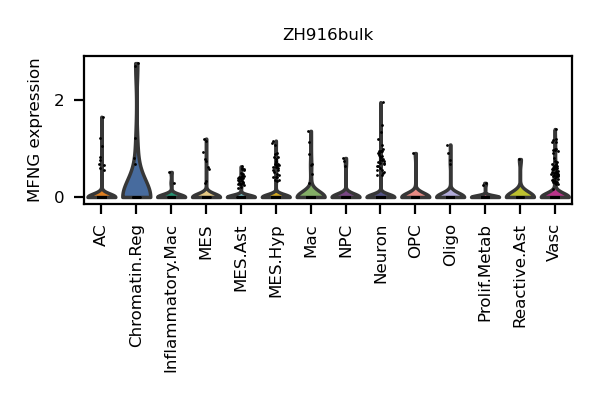 ZH916bulk
MFNG expression
2
0
AC
Chromatin.Reg
Inflammatory.Mac
MES
MES.Ast
MES.Hyp
Mac
NPC
Neuron
OPC
Oligo
Prolif.Metab
Reactive.Ast
Vasc